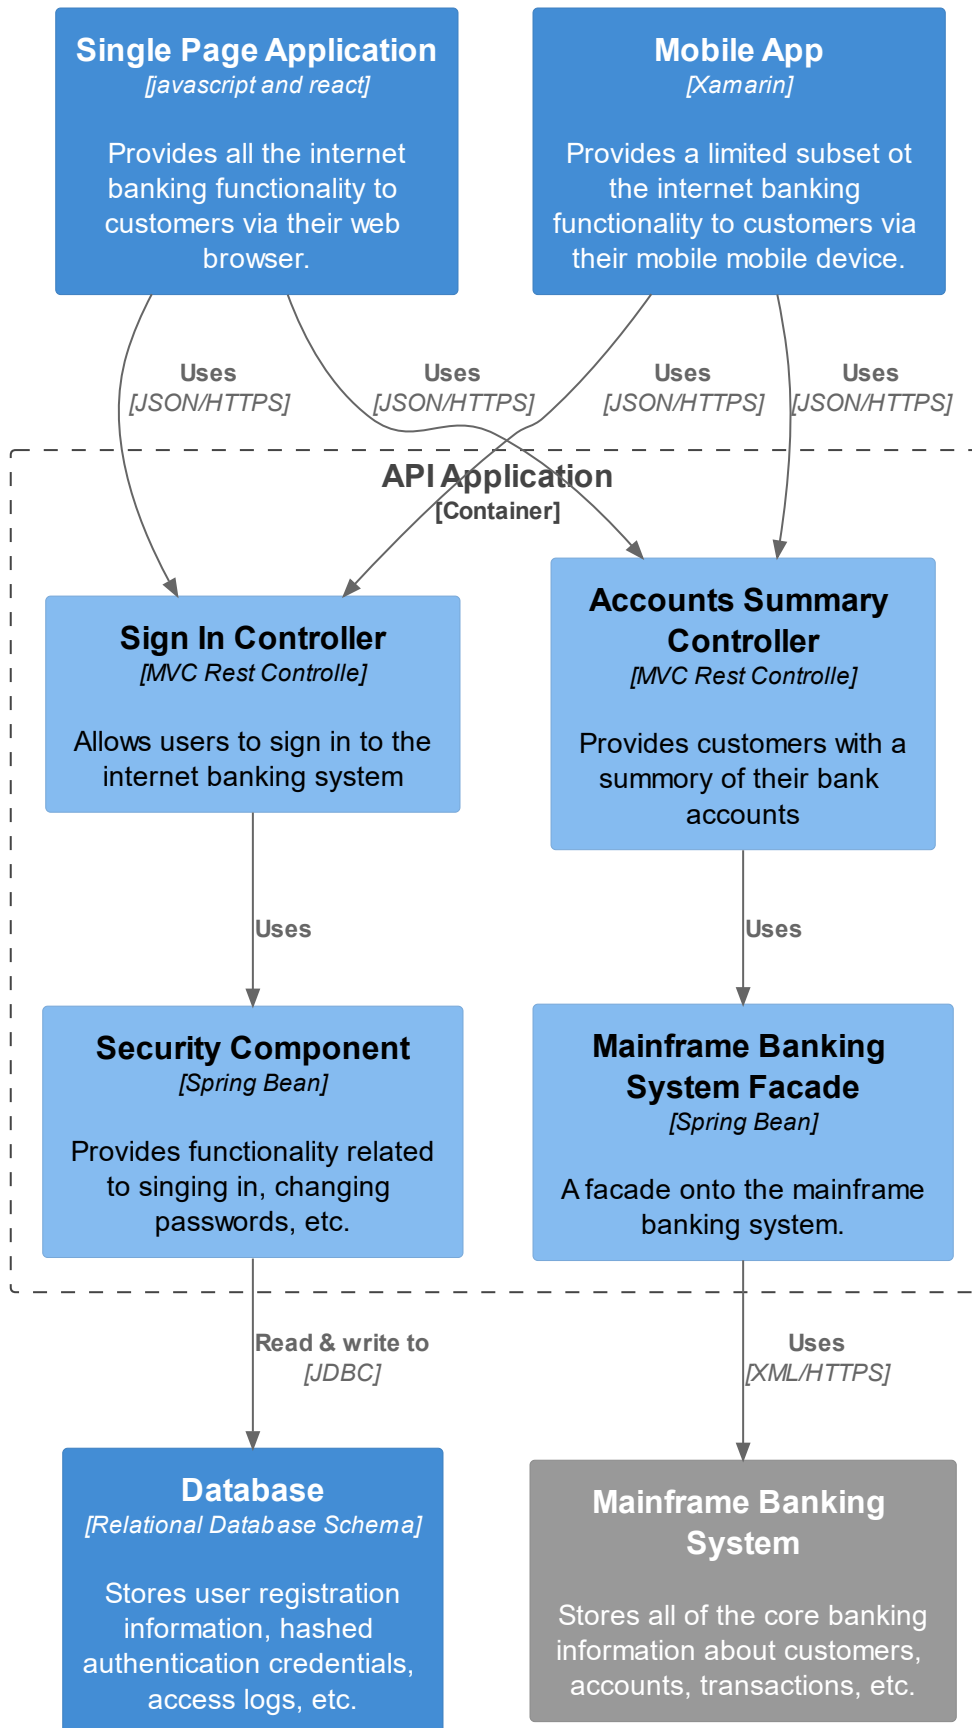 Single Page Application
[javascript and react]
Provides all the internet
banking functionality to
customers via their web
browser.
Mobile App
[Xamarin]
Provides a limited subset ot
the internet banking
functionality to customers via
their mobile mobile device.
Uses
[JSON/HTTPS]
Uses
[JSON/HTTPS]
Uses
[JSON/HTTPS]
Uses
[JSON/HTTPS]
API Application
[Container]
Sign In Controller
[MVC Rest Controlle]
Allows users to sign in to the
internet banking system
Accounts Summary
Controller
[MVC Rest Controlle]
Provides customers with a
summory of their bank
accounts
Uses
Uses
Security Component
[Spring Bean]
Provides functionality related
to singing in, changing
passwords, etc.
Mainframe Banking
System Facade
[Spring Bean]
A facade onto the mainframe
banking system.
Read & write to
[JDBC]
Uses
[XML/HTTPS]
Database
[Relational Database Schema]
Stores user registration
information, hashed
authentication credentials,
access logs, etc.
Mainframe Banking
System
Stores all of the core banking
information about customers,
accounts, transactions, etc.